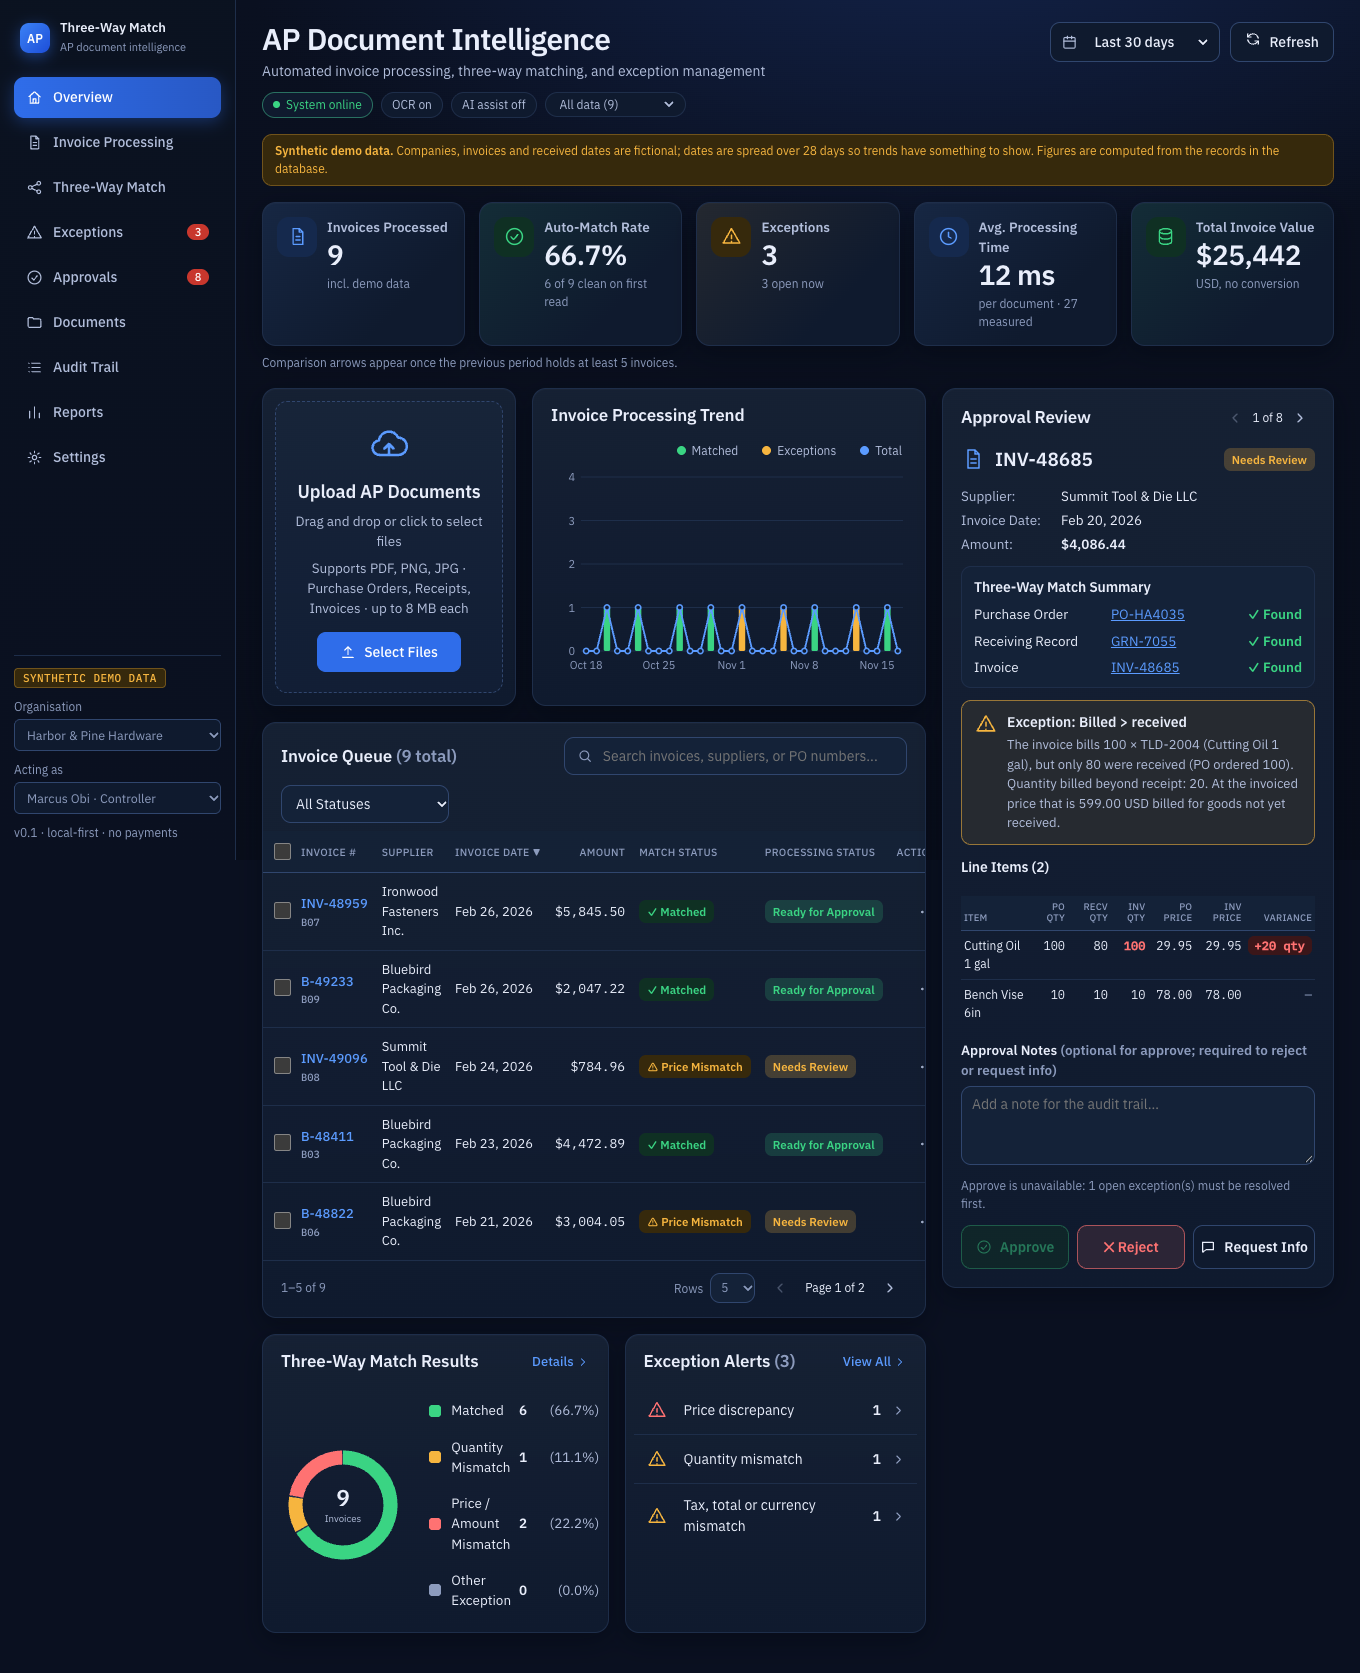 AP
Three-Way Match
AP document intelligence
Overview
Invoice Processing
Three-Way Match
Exceptions 3
Approvals 8
Documents
Audit Trail
Reports
Settings
SYNTHETIC DEMO DATA
Organisation
Harbor & Pine Hardware
Acting as
Marcus Obi · Controller
v0.1 · local-first · no payments
AP Document Intelligence
Automated invoice processing, three-way matching, and exception management
Last 30 days
Refresh
System online
OCR on
AI assist off
All data (9)
Synthetic demo data. Companies, invoices and received dates are fictional; dates are spread over 28 days so trends have something to show. Figures are computed from the records in the
database.
Invoices Processed
9
incl. demo data
Auto-Match Rate
66.7%
6 of 9 clean on first
read
Exceptions
3
3 open now
Avg. Processing
Time
12 ms
per document · 27
measured
Total Invoice Value
$25,442
USD, no conversion
Comparison arrows appear once the previous period holds at least 5 invoices.
Upload AP Documents
Drag and drop or click to select
files
Supports PDF, PNG, JPG ·
Purchase Orders, Receipts,
Invoices · up to 8 MB each
Select Files
Invoice Processing Trend
Matched Exceptions Total
4
3
2
1
0
Oct 18 Oct 25 Nov 1 Nov 8 Nov 15
Invoice Queue (9 total)
Search invoices, suppliers, or PO numbers...
All Statuses
INVOICE # SUPPLIER INVOICE DATE ▼ AMOUNT MATCH STATUS PROCESSING STATUS ACTIO
INV-48959
B07
Ironwood
Fasteners
Inc.
Feb 26, 2026 $5,845.50 ✓ Matched Ready for Approval
B-49233
B09
Bluebird
Packaging
Co.
Feb 26, 2026 $2,047.22 ✓ Matched Ready for Approval
INV-49096
B08
Summit
Tool & Die
LLC
Feb 24, 2026 $784.96 Price Mismatch Needs Review
B-48411
B03
Bluebird
Packaging
Co.
Feb 23, 2026 $4,472.89 ✓ Matched Ready for Approval
B-48822
B06
Bluebird
Packaging
Co.
Feb 21, 2026 $3,004.05 Price Mismatch Needs Review
1–5 of 9
Rows 5
Page 1 of 2
Three-Way Match Results
Details
9
Invoices
Matched 6 (66.7%)
Quantity
Mismatch 1 (11.1%)
Price /
Amount
Mismatch 2 (22.2%)
Other
Exception 0 (0.0%)
Exception Alerts (3)
View All
Price discrepancy 1
Quantity mismatch 1
Tax, total or currency
mismatch 1
Approval Review
1 of 8
INV-48685
Needs Review
Supplier: Summit Tool & Die LLC
Invoice Date: Feb 20, 2026
Amount: $4,086.44
Three-Way Match Summary
Purchase Order PO-HA4035 ✓ Found
Receiving Record GRN-7055 ✓ Found
Invoice INV-48685 ✓ Found
Exception: Billed > received
The invoice bills 100 × TLD-2004 (Cutting Oil 1
gal), but only 80 were received (PO ordered 100).
Quantity billed beyond receipt: 20. At the invoiced
price that is 599.00 USD billed for goods not yet
received.
Line Items (2)
ITEM PO QTY RECV QTY INV QTY PO PRICE INV PRICE VARIANCE
Cutting Oil
1 gal
100 80 100 29.95 29.95 +20 qty
Bench Vise
6in
10 10 10 78.00 78.00 —
Approval Notes (optional for approve; required to reject
or request info)
Add a note for the audit trail...
Approve is unavailable: 1 open exception(s) must be resolved
first.
Approve
Reject
Request Info